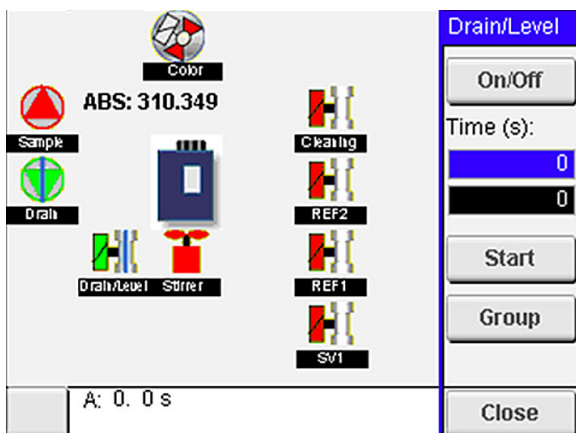 Drain/Level
Color
On/Off
ABS: 310.349
Time (s):
Sample
Cleaning
0
Drain
REF2
0
Drain/Level
Stirrer
REF1
Start
Group
SV1
A: 0. 0 s
Close